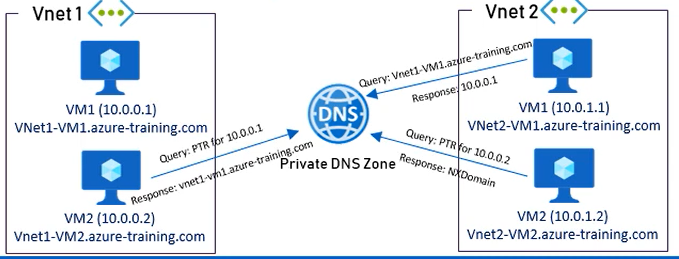 Vnet 1
VM1 (10.0.0.1)
VNet1-VM1.azure-training.com
VM2 (10.0.0.2)
Vnet1-VM2.azure-training.com
Query: PTR for 10.0.0.1
Response: vnet1-vm1.azure-training.com
DNS
Private DNS Zone
Query: Vnet1-VM1.azure-training.com
Response: 10.0.0.1
Query: PTR for 10.0.0.2
Response: NXDomain
Vnet 2
VM1 (10.0.1.1)
VNet2-VM1.azure-training.com
VM2 (10.0.1.2)
Vnet2-VM2.azure-training.com